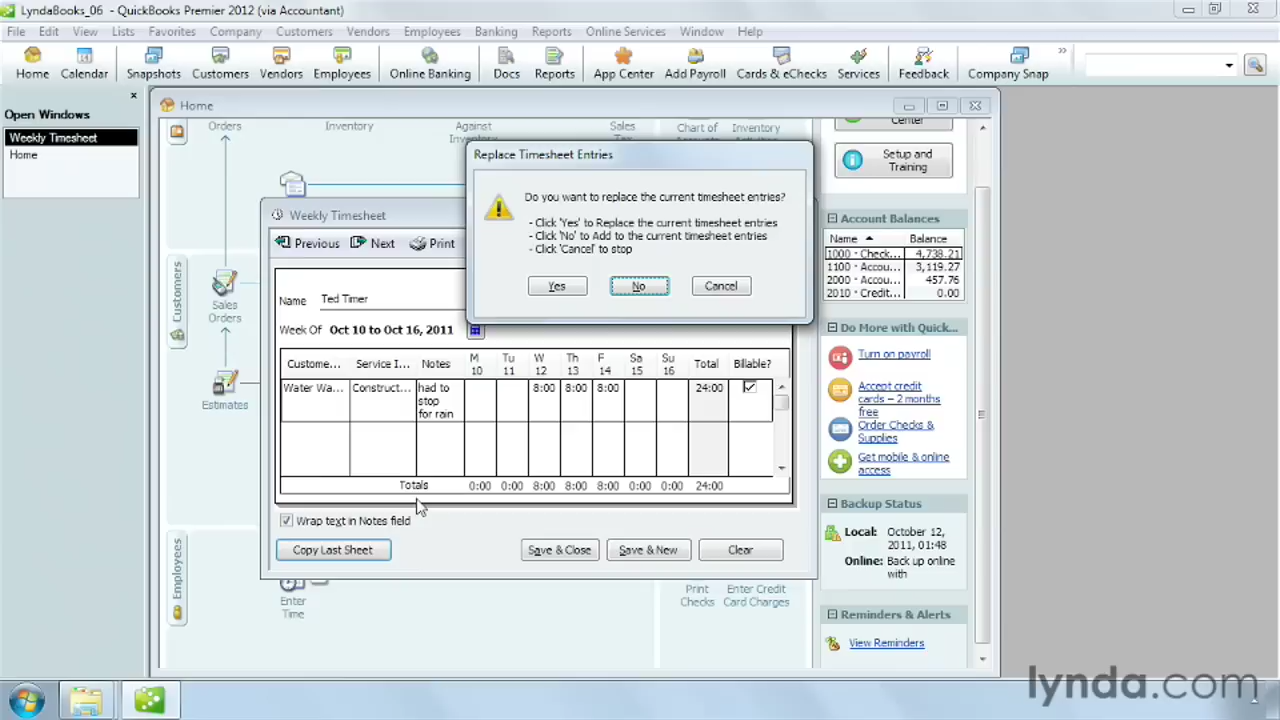 LyndaBooks_06 - QuickBooks Premier 2012 (via Accountant)
File Edit View Lists Favorites Company Customers Vendors Employees Banking Reports Online Services Window Help
Home Calendar Snapshots Customers Vendors Employees Online Banking Docs Reports App Center Add Payroll Cards & eChecks Services Feedback Company Snap
Open Windows
Weekly Timesheet
Home
Home
Orders
Inventory
Against
Sales
Chart of
Inventory
Customers
Sales
Orders
Estimates
Employees
Enter
Time
Print
Checks
Enter Credit
Card Charges
Replace Timesheet Entries
Do you want to replace the current timesheet entries?
- Click 'Yes' to Replace the current timesheet entries
- Click 'No' to Add to the current timesheet entries
- Click 'Cancel' to stop
Yes No Cancel
Weekly Timesheet
Previous Next Print
Name Ted Timer
Week Of Oct 10 to Oct 16, 2011
Custome... Service I... Notes M 10 Tu 11 W 12 Th 13 F 14 Sa 15 Su 16 Total Billable?
Water Wa... Construct... had to 8:00 8:00 8:00 24:00
stop
for rain
Totals 0:00 0:00 8:00 8:00 8:00 0:00 0:00 24:00
Wrap text in Notes field
Copy Last Sheet Save & Close Save & New Clear
Center
Setup and
Training
Account Balances
Name Balance
1000 · Check... 4,738.21
1100 · Accou... 3,119.27
2000 · Accou... 457.76
2010 · Credit... 0.00
Do More with Quick...
Turn on payroll
Accept credit
cards – 2 months
free
Order Checks &
Supplies
Get mobile & online
access
Backup Status
Local: October 12,
2011, 01:48
Online: Back up online
with
Reminders & Alerts
View Reminders
lynda.com